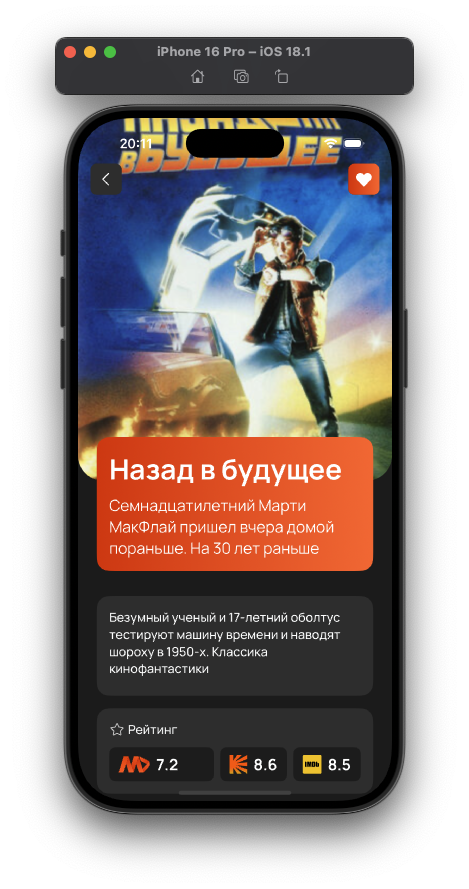 iPhone 16 Pro – iOS 18.1
20:11
В БУДУЩЕЕ
Назад в будущее
Семнадцатилетний Марти
МакФлай пришел вчера домой
пораньше. На 30 лет раньше
Безумный ученый и 17-летний оболтус
тестируют машину времени и наводят
шороху в 1950-х. Классика
кинофантастики
Рейтинг
7.2
8.6
IMDb 8.5